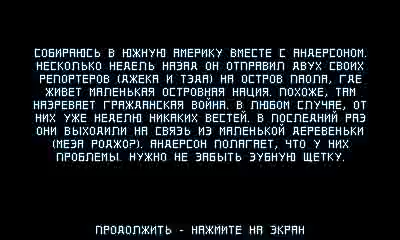 СОБИРАЮСЬ В ЮЖНУЮ АМЕРИКУ ВМЕСТЕ С АНДЕРСОНОМ.
НЕСКОЛЬКО НЕДЕЛЬ НАЗАД ОН ОТПРАВИЛ ДВУХ СВОИХ
РЕПОРТЕРОВ (ДЖЕКА И ТЭДА) НА ОСТРОВ ПАОЛА, ГДЕ
ЖИВЕТ МАЛЕНЬКАЯ ОСТРОВНАЯ НАЦИЯ. ПОХОЖЕ, ТАМ
НАЗРЕВАЕТ ГРАЖДАНСКАЯ ВОЙНА. В ЛЮБОМ СЛУЧАЕ, ОТ
НИХ УЖЕ НЕДЕЛЮ НИКАКИХ ВЕСТЕЙ. В ПОСЛЕДНИЙ РАЗ
ОНИ ВЫХОДИЛИ НА СВЯЗЬ ИЗ МАЛЕНЬКОЙ ДЕРЕВЕНЬКИ
(МЕЗА РОДЖОР). АНДЕРСОН ПОЛАГАЕТ, ЧТО У НИХ
ПРОБЛЕМЫ. НУЖНО НЕ ЗАБЫТЬ ЗУБНУЮ ЩЕТКУ.
ПРОДОЛЖИТЬ - НАЖМИТЕ НА ЭКРАН